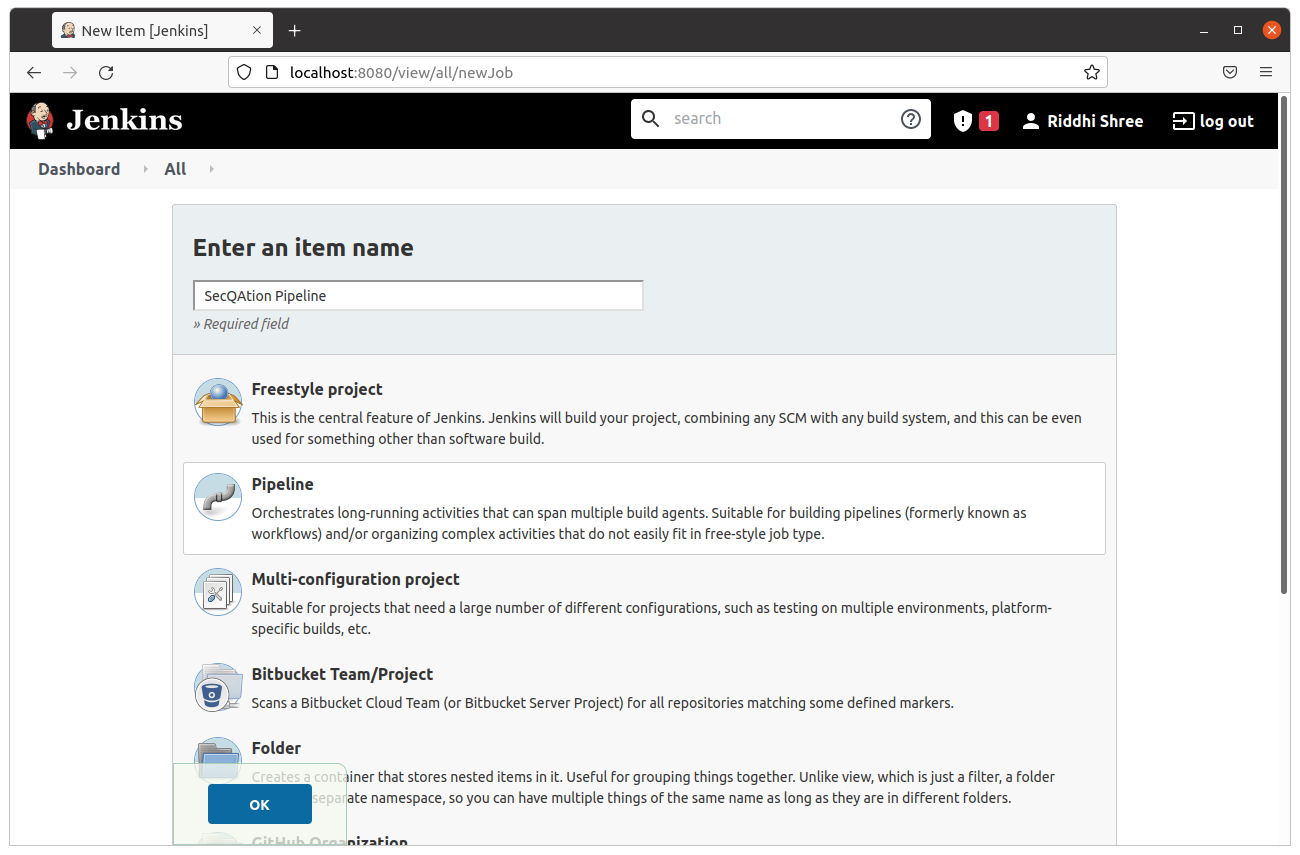 New Item [Jenkins]
localhost:8080/view/all/newJob
Jenkins
search
1
Riddhi Shree
log out
Dashboard
All
Enter an item name
SecQAtion Pipeline
» Required field
Freestyle project
This is the central feature of Jenkins. Jenkins will build your project, combining any SCM with any build system, and this can be even
used for something other than software build.
Pipeline
Orchestrates long-running activities that can span multiple build agents. Suitable for building pipelines (formerly known as
workflows) and/or organizing complex activities that do not easily fit in free-style job type.
Multi-configuration project
Suitable for projects that need a large number of different configurations, such as testing on multiple environments, platform-
specific builds, etc.
Bitbucket Team/Project
Scans a Bitbucket Cloud Team (or Bitbucket Server Project) for all repositories matching some defined markers.
Folder
Creates a container that stores nested items in it. Useful for grouping things together. Unlike view, which is just a filter, a folder
separate namespace, so you can have multiple things of the same name as long as they are in different folders.
OK
GitHub Organization